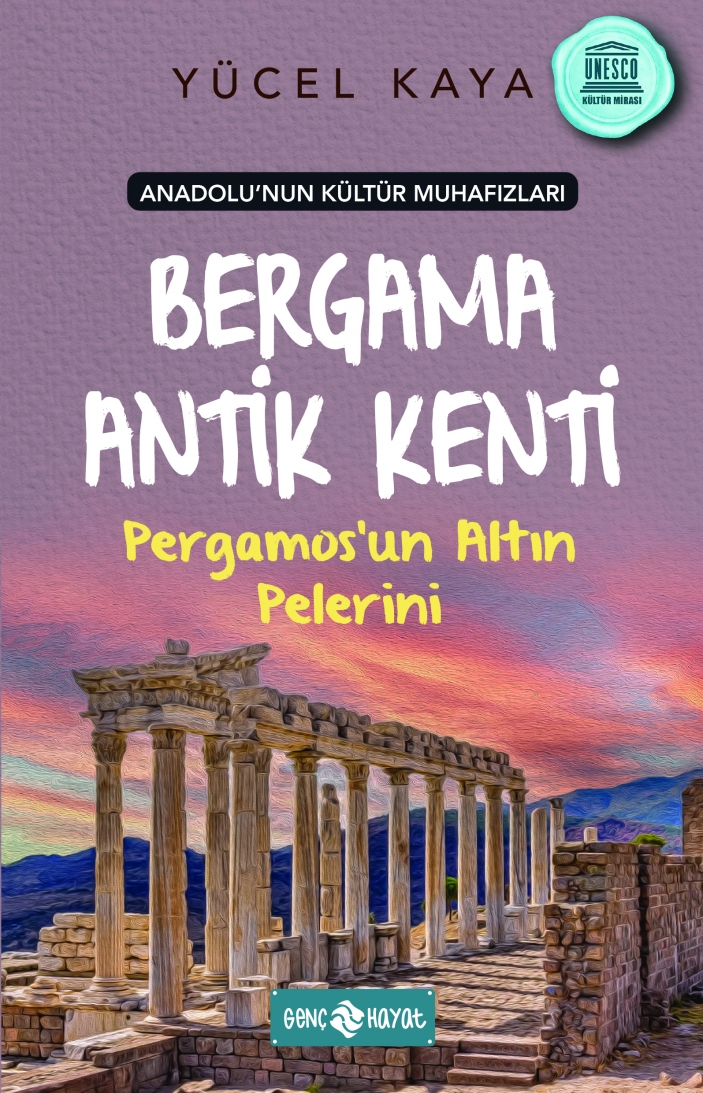 YÜCEL KAYA
UNESCO
KÜLTÜR MİRASI
ANADOLU'NUN KÜLTÜR MUHAFIZLARI
BERGAMA
ANTİK KENTİ
Pergamos'un Altın
Pelerini
GENÇ HAYAT